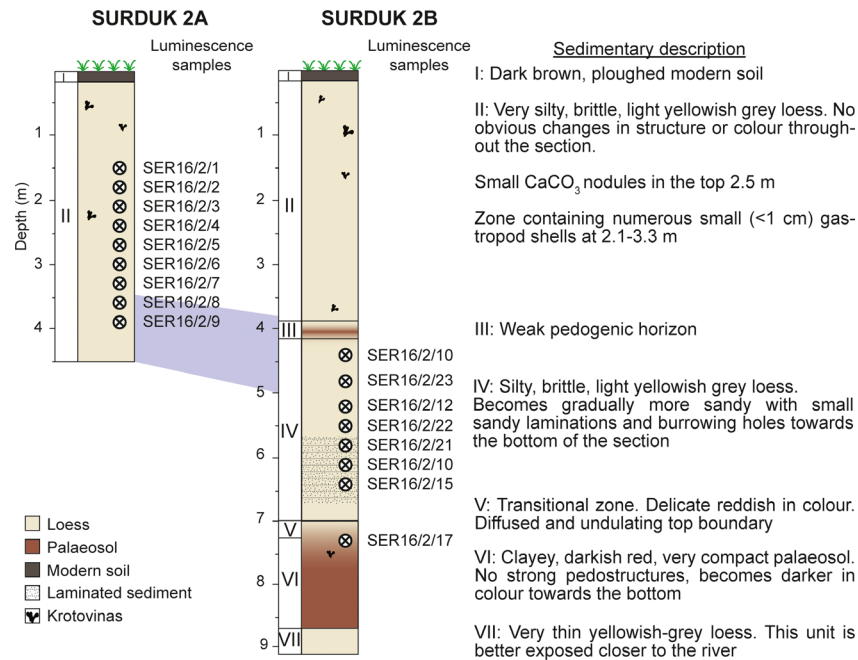 SURDUK 2A
SURDUK 2B
Luminescence
samples
Luminescence
samples
Sedimentary description
I
I
I: Dark brown, ploughed modern soil
II: Very silty, brittle, light yellowish grey loess. No
obvious changes in structure or colour through-
out the section.
Small CaCO3 nodules in the top 2.5 m
Zone containing numerous small (<1 cm) gas-
tropod shells at 2.1-3.3 m
III: Weak pedogenic horizon
IV: Silty, brittle, light yellowish grey loess.
Becomes gradually more sandy with small
sandy laminations and burrowing holes towards
the bottom of the section
V: Transitional zone. Delicate reddish in colour.
Diffused and undulating top boundary
VI: Clayey, darkish red, very compact palaeosol.
No strong pedostructures, becomes darker in
colour towards the bottom
VII: Very thin yellowish-grey loess. This unit is
better exposed closer to the river
Depth (m)
1
2
3
4
II
SER16/2/1
SER16/2/2
SER16/2/3
SER16/2/4
SER16/2/5
SER16/2/6
SER16/2/7
SER16/2/8
SER16/2/9
1
2
3
4
5
6
7
8
9
II
III
IV
V
VI
VII
SER16/2/10
SER16/2/23
SER16/2/12
SER16/2/22
SER16/2/21
SER16/2/10
SER16/2/15
SER16/2/17
Loess
Palaeosol
Modern soil
Laminated sediment
Krotovinas